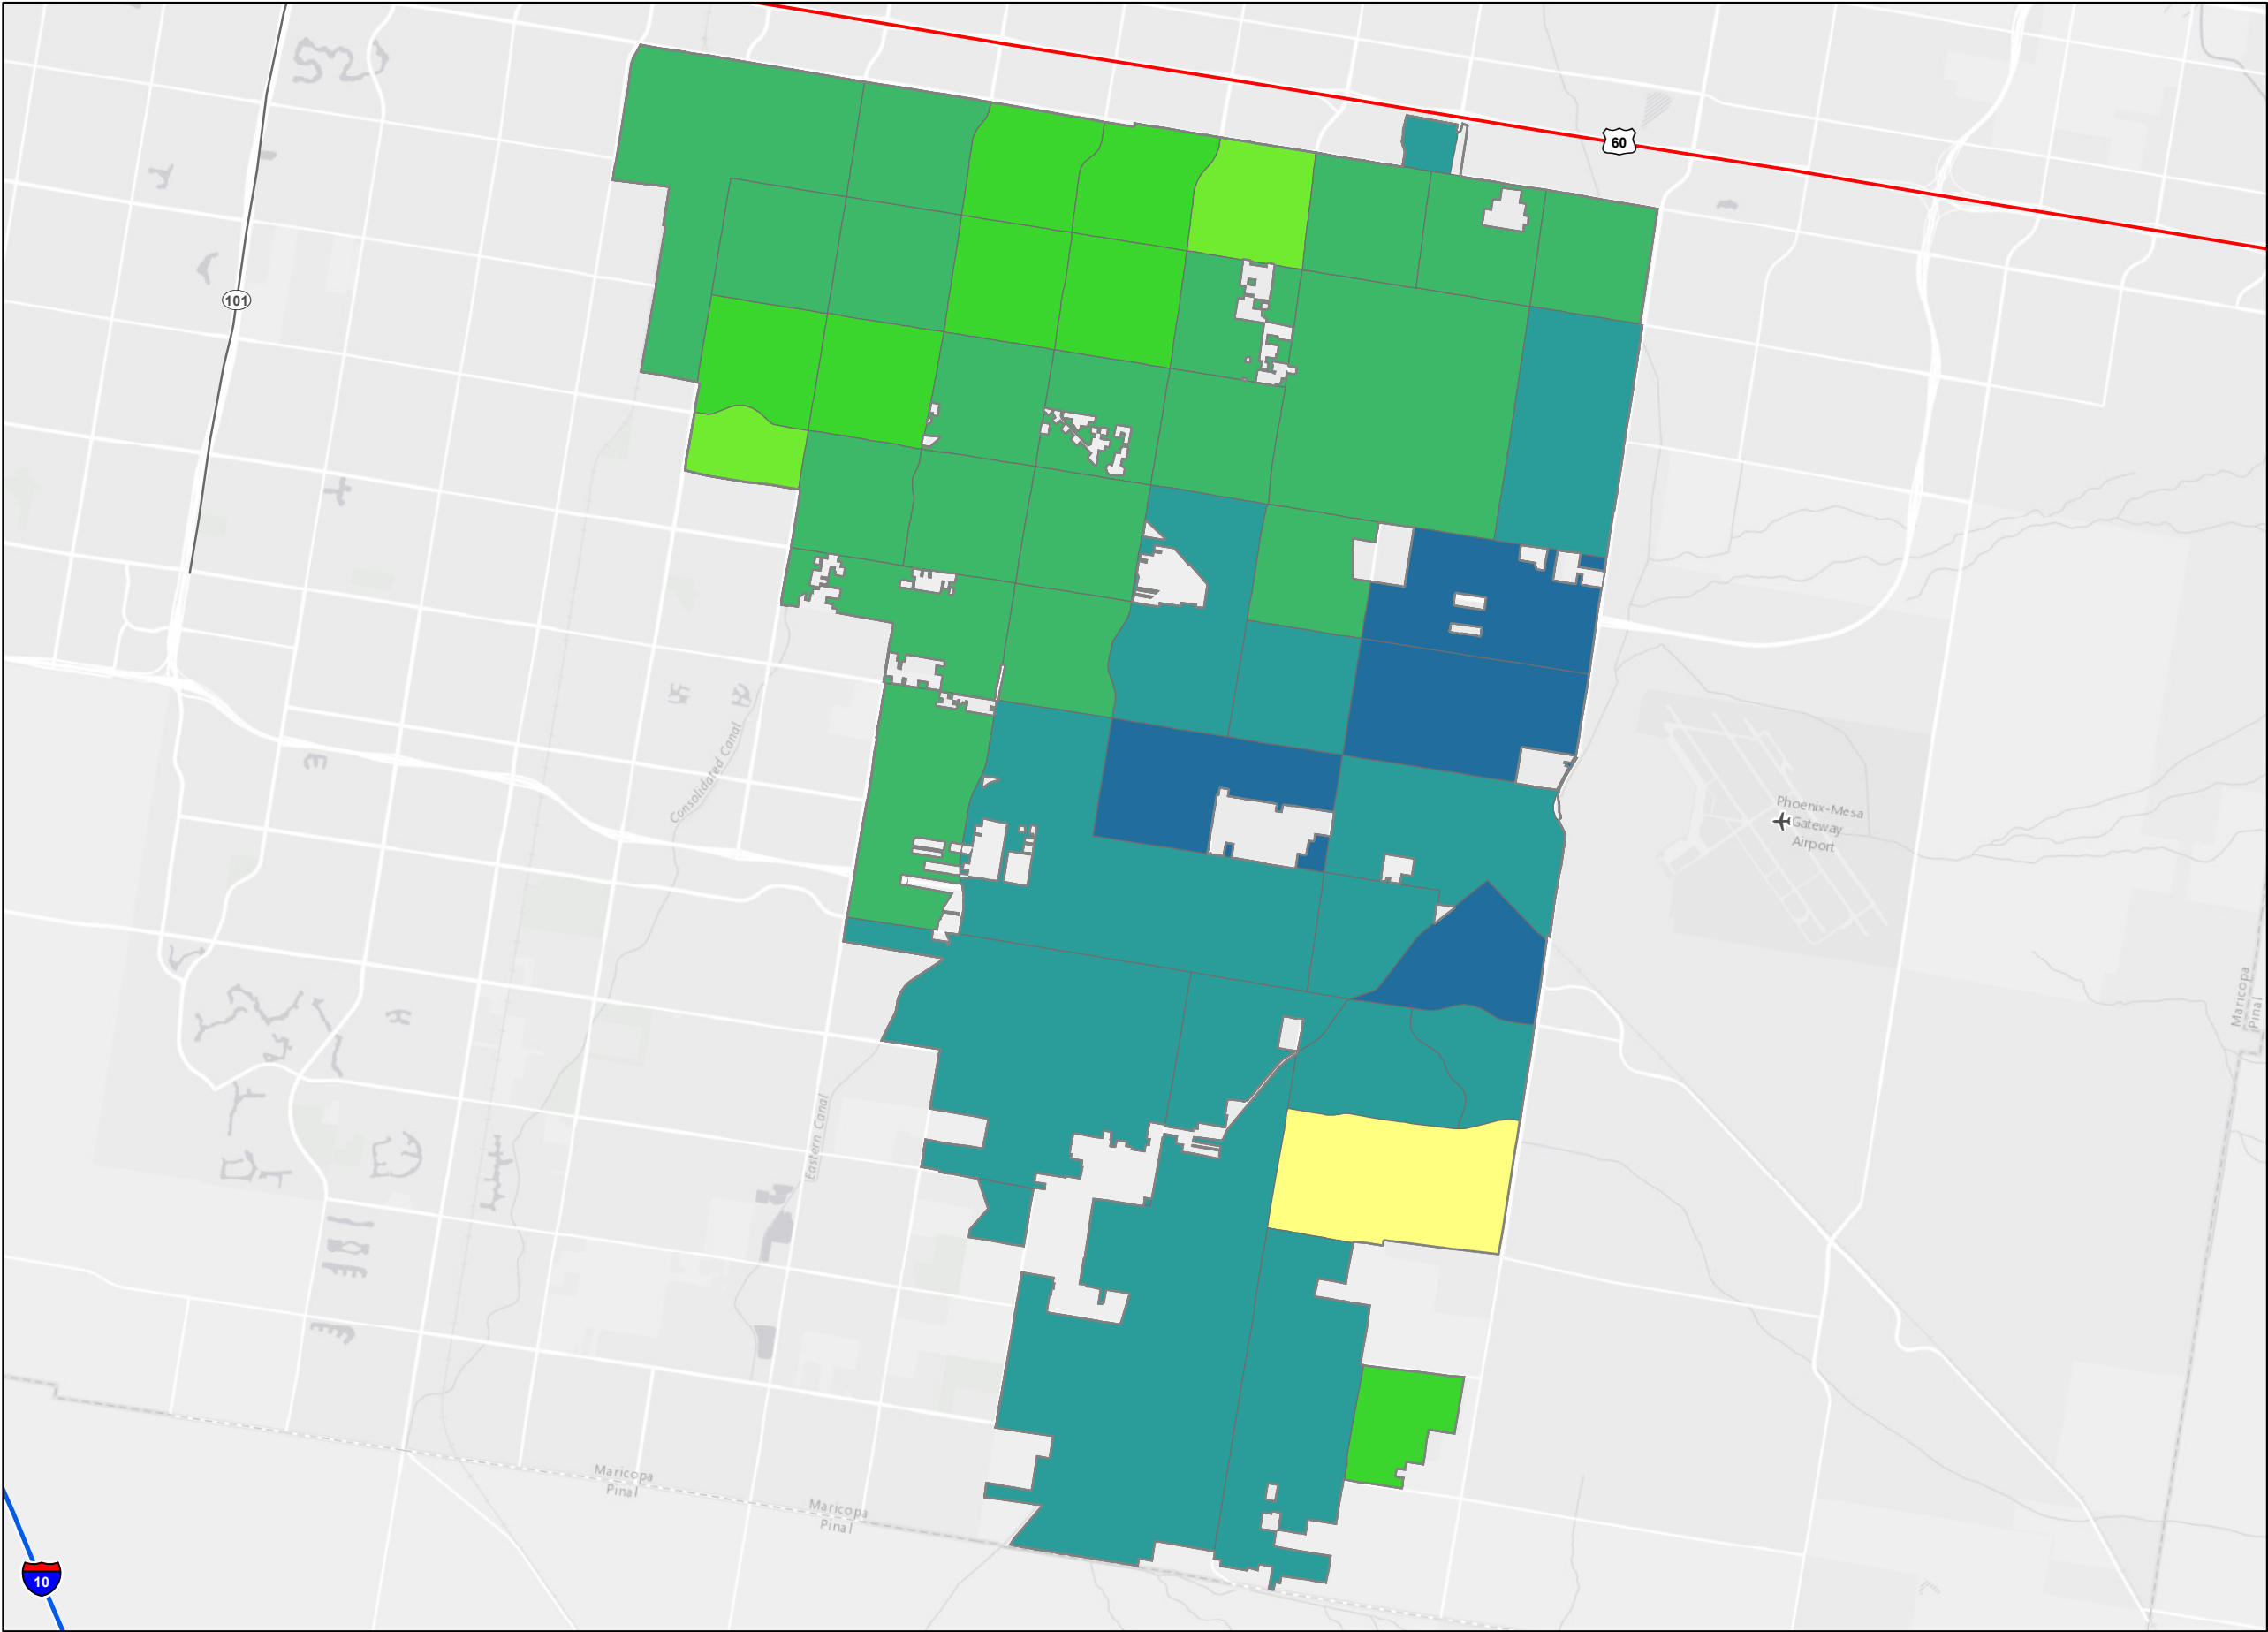 60
101
Consolidated Canal
Phoenix-Mesa
Gateway
Airport
Maricopa
Pinal
Eastern Canal
Maricopa
Pinal
Maricopa
Pinal
10